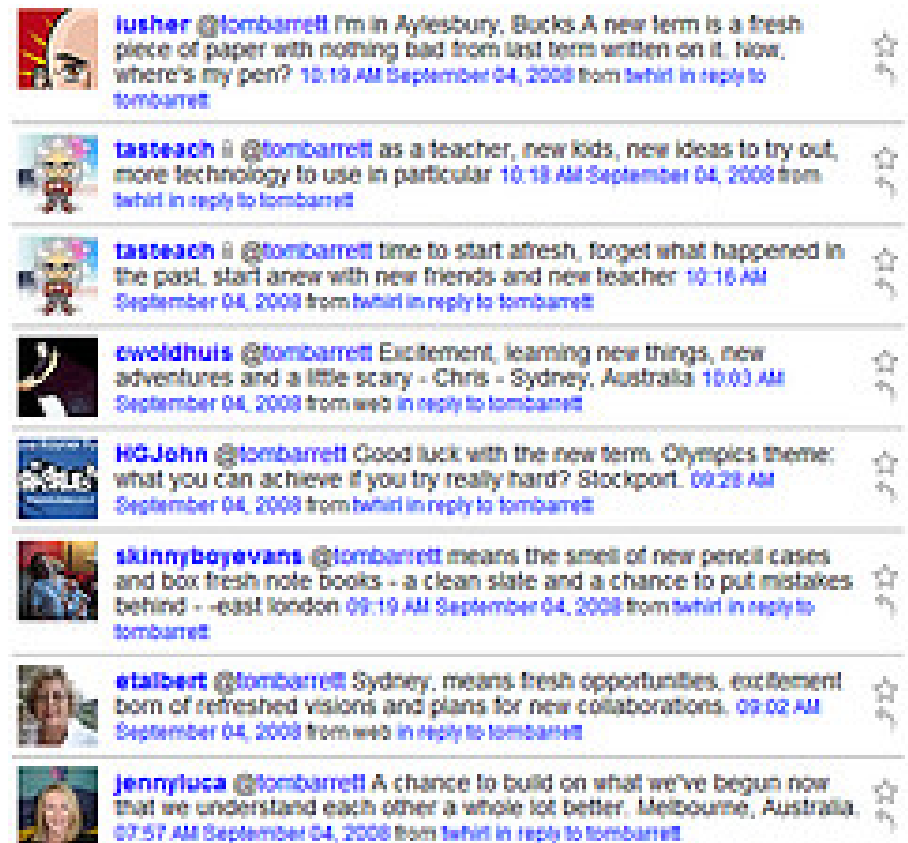 iusher @tombarrett I'm in Aylesbury, Bucks A new term is a fresh
piece of paper with nothing bad from last term written on it. Now,
where's my pen? 10:19 AM September 04, 2008 from twhirl in reply to
tombarrett
tasteach @tombarrett as a teacher, new kids, new ideas to try out,
more technology to use in particular 10:18 AM September 04, 2008 from
twhirl in reply to tombarrett
tasteach @tombarrett time to start afresh, forget what happened in
the past, start anew with new friends and new teacher 10:16 AM
September 04, 2008 from twhirl in reply to tombarrett
cwoldhuis @tombarrett Excitement, learning new things, new
adventures and a little scary - Chris - Sydney, Australia 10:03 AM
September 04, 2008 from web in reply to tombarrett
HGJohn @tombarrett Good luck with the new term. Olympics theme:
what you can achieve if you try really hard? Stockport. 09:28 AM
September 04, 2008 from twhirl in reply to tombarrett
skinnyboyevans @tombarrett means the smell of new pencil cases
and box fresh note books - a clean slate and a chance to put mistakes
behind - -east london 09:19 AM September 04, 2008 from twhirl in reply to
tombarrett
etalbert @tombarrett Sydney, means fresh opportunities, excitement
born of refreshed visions and plans for new collaborations. 09:02 AM
September 04, 2008 from web in reply to tombarrett
jennyluca @tombarrett A chance to build on what we've begun now
that we understand each other a whole lot better. Melbourne, Australia.
07:57 AM September 04, 2008 from twhirl in reply to tombarrett